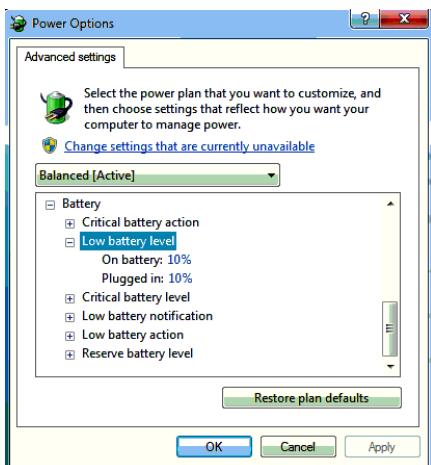 Power Options
Advanced settings
Select the power plan that you want to customize, and
then choose settings that reflect how you want your
computer to manage power.
Change settings that are currently unavailable
Balanced [Active]
Battery
Critical battery action
Low battery level
On battery: 10%
Plugged in: 10%
Critical battery level
Low battery notification
Low battery action
Reserve battery level
Restore plan defaults
OK Cancel Apply